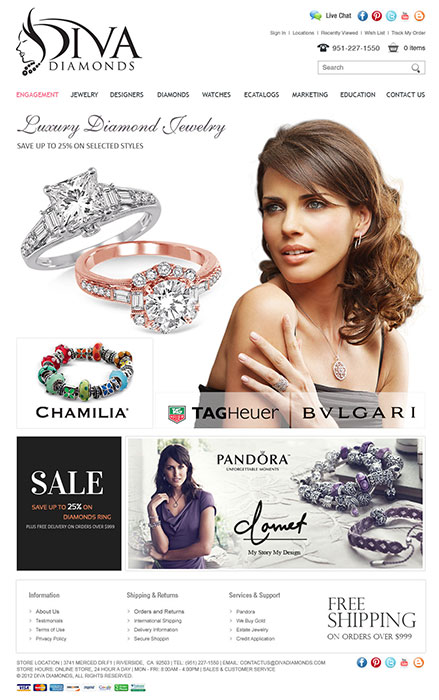 DIVA
DIAMONDS
Live Chat
Sign In | Locations | Recently Viewed | Wish List | Track My Order
951-227-1550
0 items
Search
ENGAGEMENT JEWELRY DESIGNERS DIAMONDS WATCHES ECATALOGS MARKETING EDUCATION CONTACT US
Luxury Diamond Jewelry
SAVE UP TO 25% ON SELECTED STYLES
CHAMILIA
TAG HEUER
TAGHeuer
BVLGARI
SALE
SAVE UP TO 25% ON
DIAMONDS RING
PLUS FREE DELIVERY ON ORDERS OVER $999
PANDÖRA
UNFORGETTABLE MOMENTS
My Story My Design
Information
About Us
Testimonials
Terms of Use
Privacy Policy
Shipping & Returns
Orders and Returns
International Shipping
Delivery Information
Secure Shoppin
Services & Support
Pandora
We Buy Gold
Estate Jewelry
Credit Application
FREE
SHIPPING
ON ORDERS OVER $999
STORE LOCATION | 3741 MERCED DR.F1 | RIVERSIDE, CA 92503 | TEL: (951) 227-1550 | EMAIL: CONTACTUS@DIVADIAMONDS.COM
STORE HOURS: ONLINE STORE, 24 HOUR A DAY | MON - FRI: 8:00AM - 4:00PM | SALES & CUSTOMER SERVICE
© 2012 DIVA DIAMONDS, ALL RIGHTS RESERVED